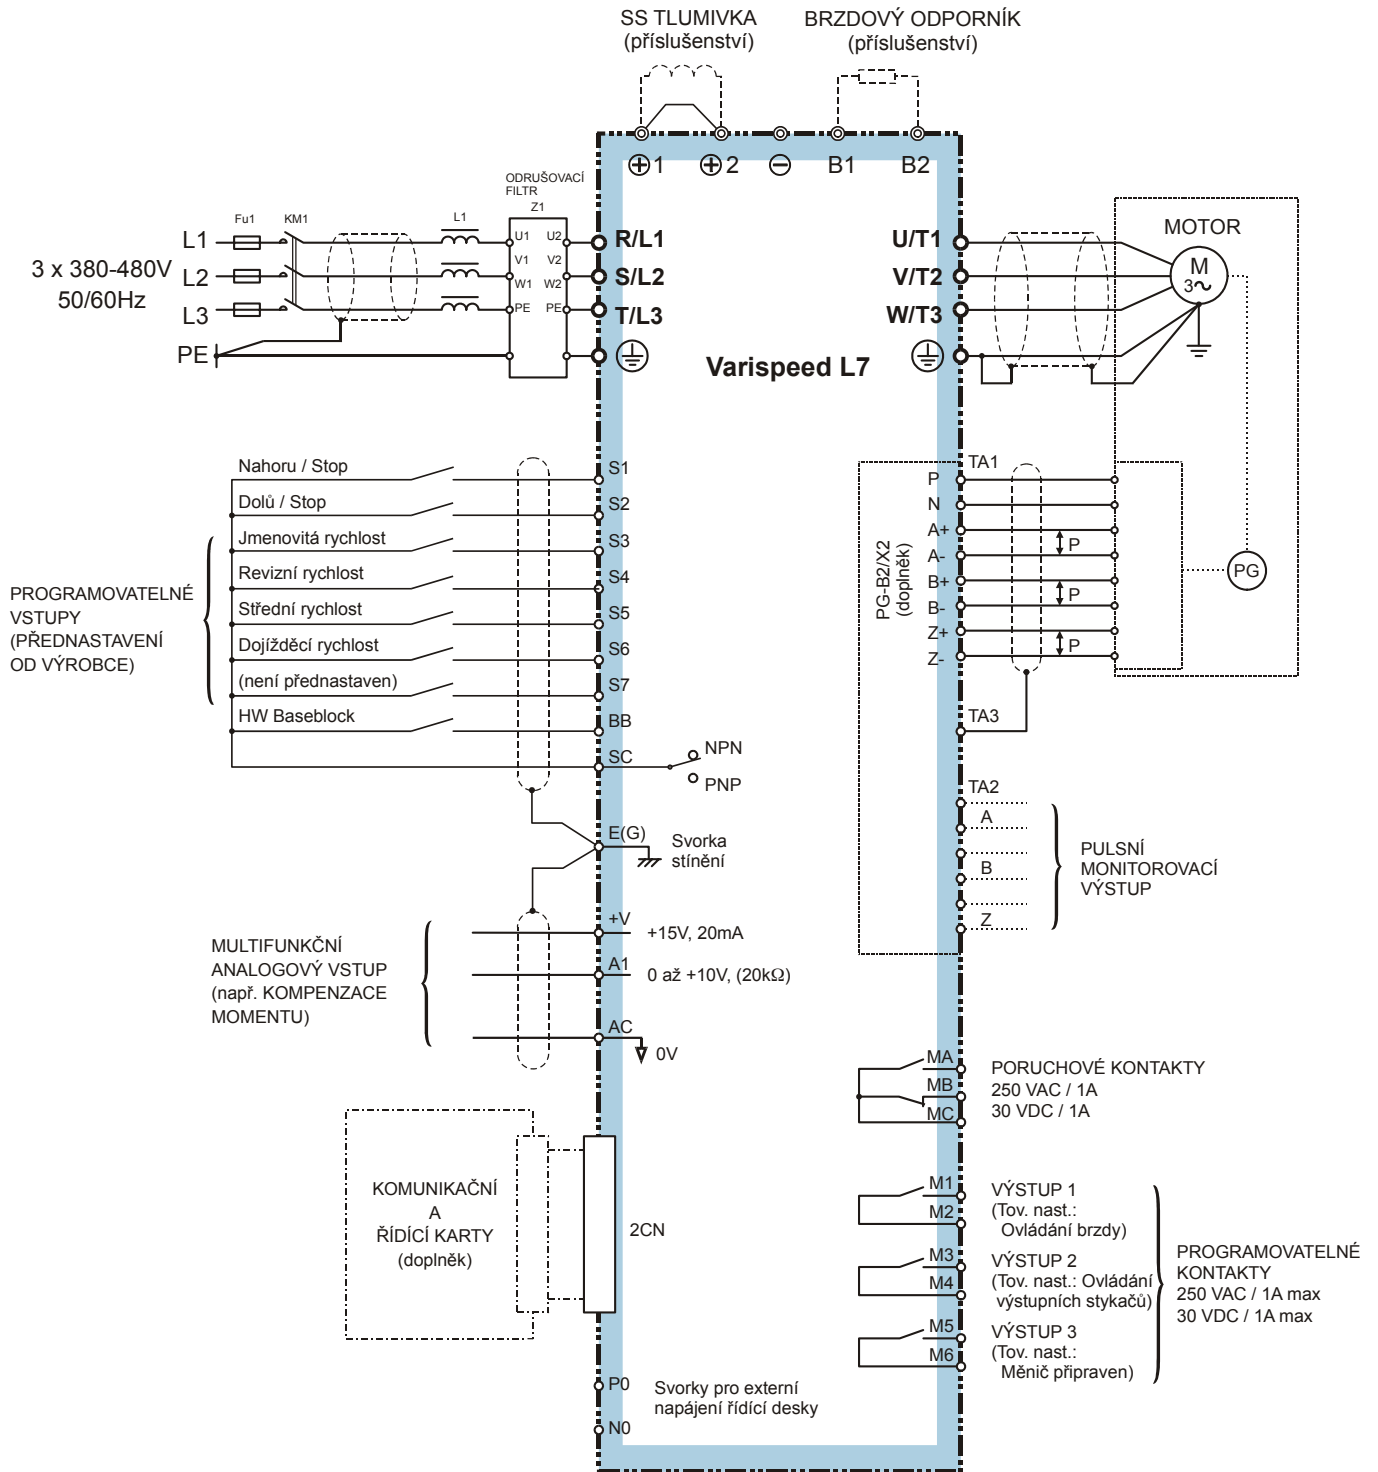 SS TLUMIVKA
(příslušenství)
BRZDOVÝ ODPORNÍK
(příslušenství)
1
2
B1
B2
ODRUŠOVACÍ
FILTR
Z1
Fu1
KM1
L1
3 x 380-480V
50/60Hz
L1
L2
L3
PE
U1
U2
V1
V2
W1
W2
PE
PE
R/L1
S/L2
T/L3
Varispeed L7
U/T1
V/T2
W/T3
MOTOR
M
3~
PG
PROGRAMOVATELNÉ
VSTUPY
(PŘEDNASTAVENÍ
OD VÝROBCE)
Nahoru / Stop
S1
Dolů / Stop
S2
Jmenovitá rychlost
S3
Revizní rychlost
S4
Střední rychlost
S5
Dojížděcí rychlost
S6
(není přednastaven)
S7
HW Baseblock
BB
SC
NPN
PNP
E(G)
Svorka
stínění
PG-B2/X2
(doplněk)
TA1
P
N
A+
A-
P
B+
B-
P
Z+
Z-
P
TA3
TA2
A
B
Z
PULSNÍ
MONITOROVACÍ
VÝSTUP
MULTIFUNKČNÍ
ANALOGOVÝ VSTUP
(např. KOMPENZACE
MOMENTU)
+V
+15V, 20mA
A1
0 až +10V, (20kΩ)
AC
0V
MA
MB
MC
PORUCHOVÉ KONTAKTY
250 VAC / 1A
30 VDC / 1A
KOMUNIKAČNÍ
A
ŘÍDÍCÍ KARTY
(doplněk)
2CN
M1
M2
VÝSTUP 1
(Tov. nast.:
Ovládání brzdy)
M3
M4
VÝSTUP 2
(Tov. nast.: Ovládání
výstupních stykačů)
M5
M6
VÝSTUP 3
(Tov. nast.:
Měnič připraven)
PROGRAMOVATELNÉ
KONTAKTY
250 VAC / 1A max
30 VDC / 1A max
P0
N0
Svorky pro externí
napájení řídící desky